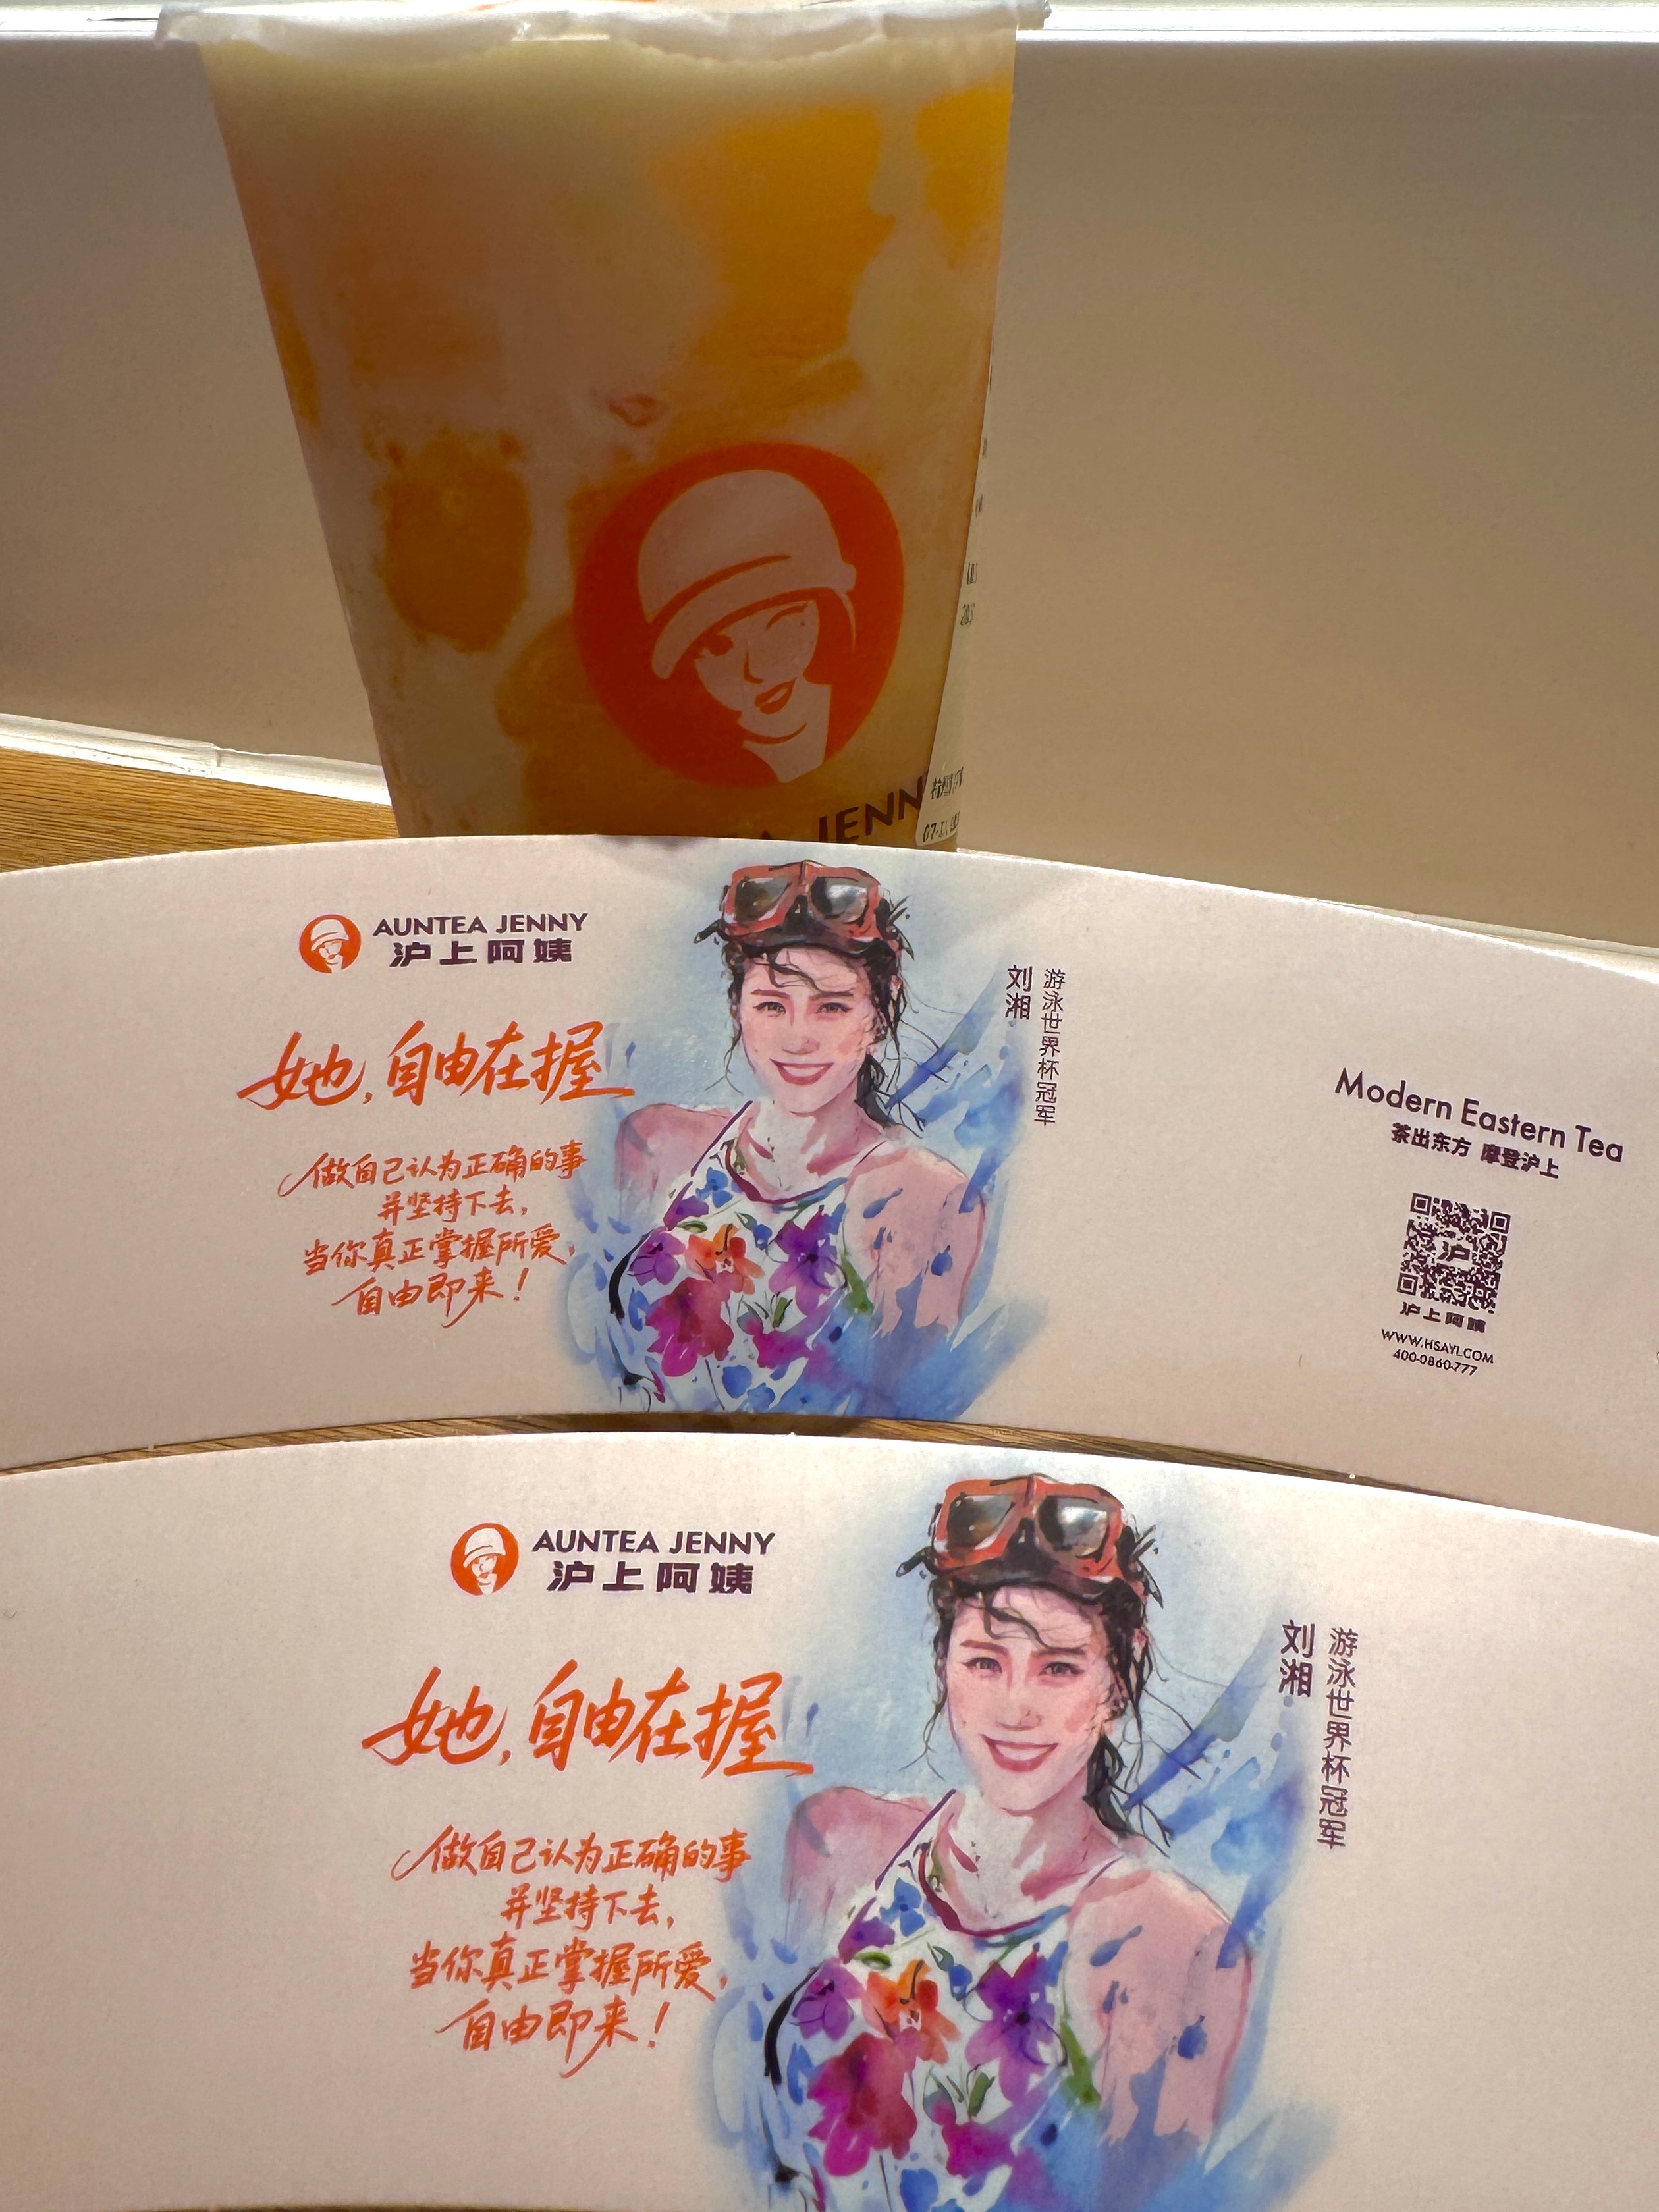 JENN
AUNTEA JENNY
沪上阿姨
她,自由在握
做自己认为正确的事
并坚持下去,
当你真正掌握所爱,
自由即来!
游泳世界杯冠军
刘湘
Modern Eastern Tea
茶出东方 摩登沪上
沪
沪上阿姨
WWW.HSAYI.COM
400-0860-777
AUNTEA JENNY
沪上阿姨
她,自由在握
做自己认为正确的事
并坚持下去,
当你真正掌握所爱,
自由即来!
游泳世界杯冠军
刘湘